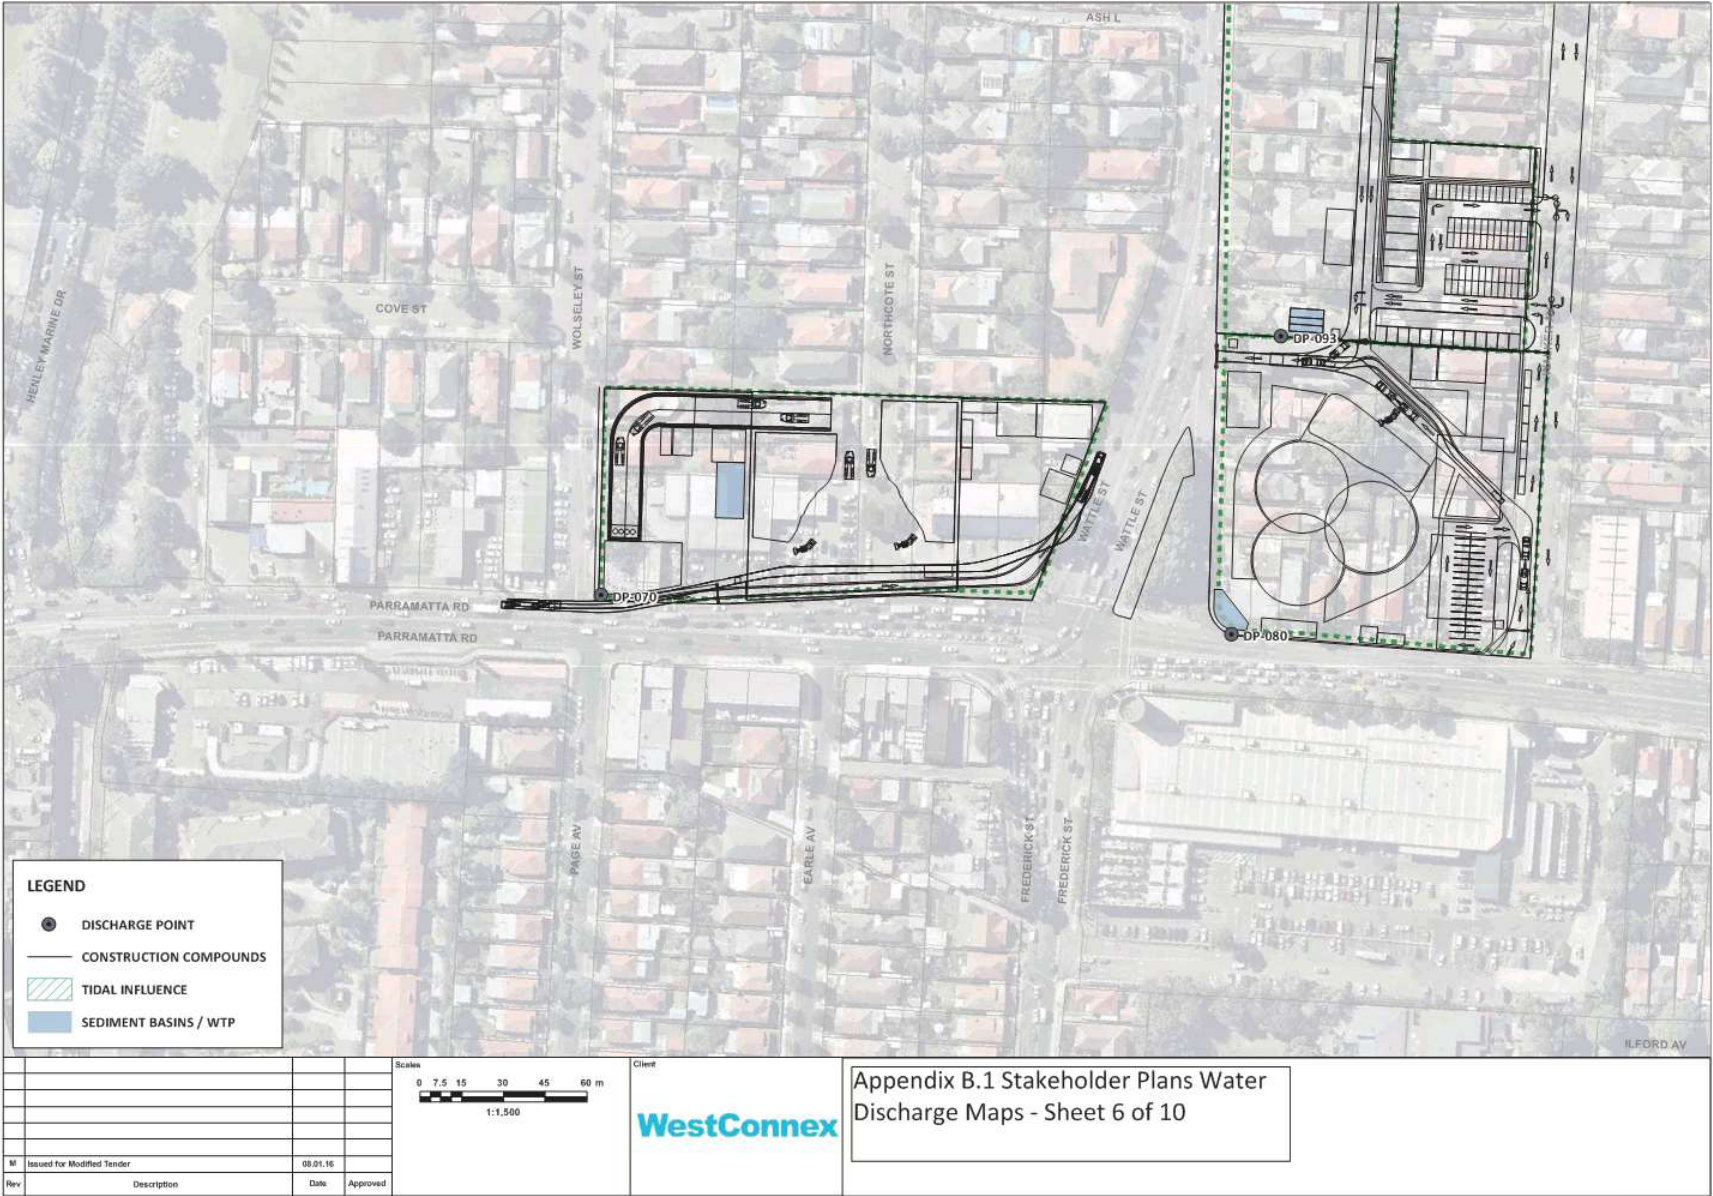 ASH L
HENLEY MARINE DR
COVE ST
WOLSELEY ST
NORTHCOTE ST
DP-093
WATTLE ST
WATTLE ST
DP-070
DP-080
PARRAMATTA RD
PARRAMATTA RD
PAGE AV
EARLE AV
FREDERICK ST
FREDERICK ST
ILFORD AV
LEGEND
DISCHARGE POINT
CONSTRUCTION COMPOUNDS
TIDAL INFLUENCE
SEDIMENT BASINS / WTP
M Issued for Modified Tender 08.01.16
Rev Description Date Approved
Scales
0 7.5 15 30 45 60 m
1:1,500
Client
WestConnex
Appendix B.1 Stakeholder Plans Water
Discharge Maps - Sheet 6 of 10